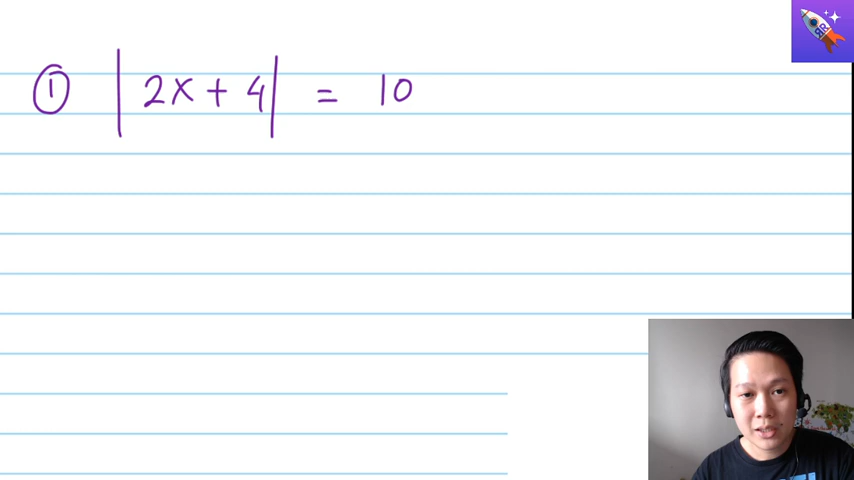 ① |2x + 4| = 10